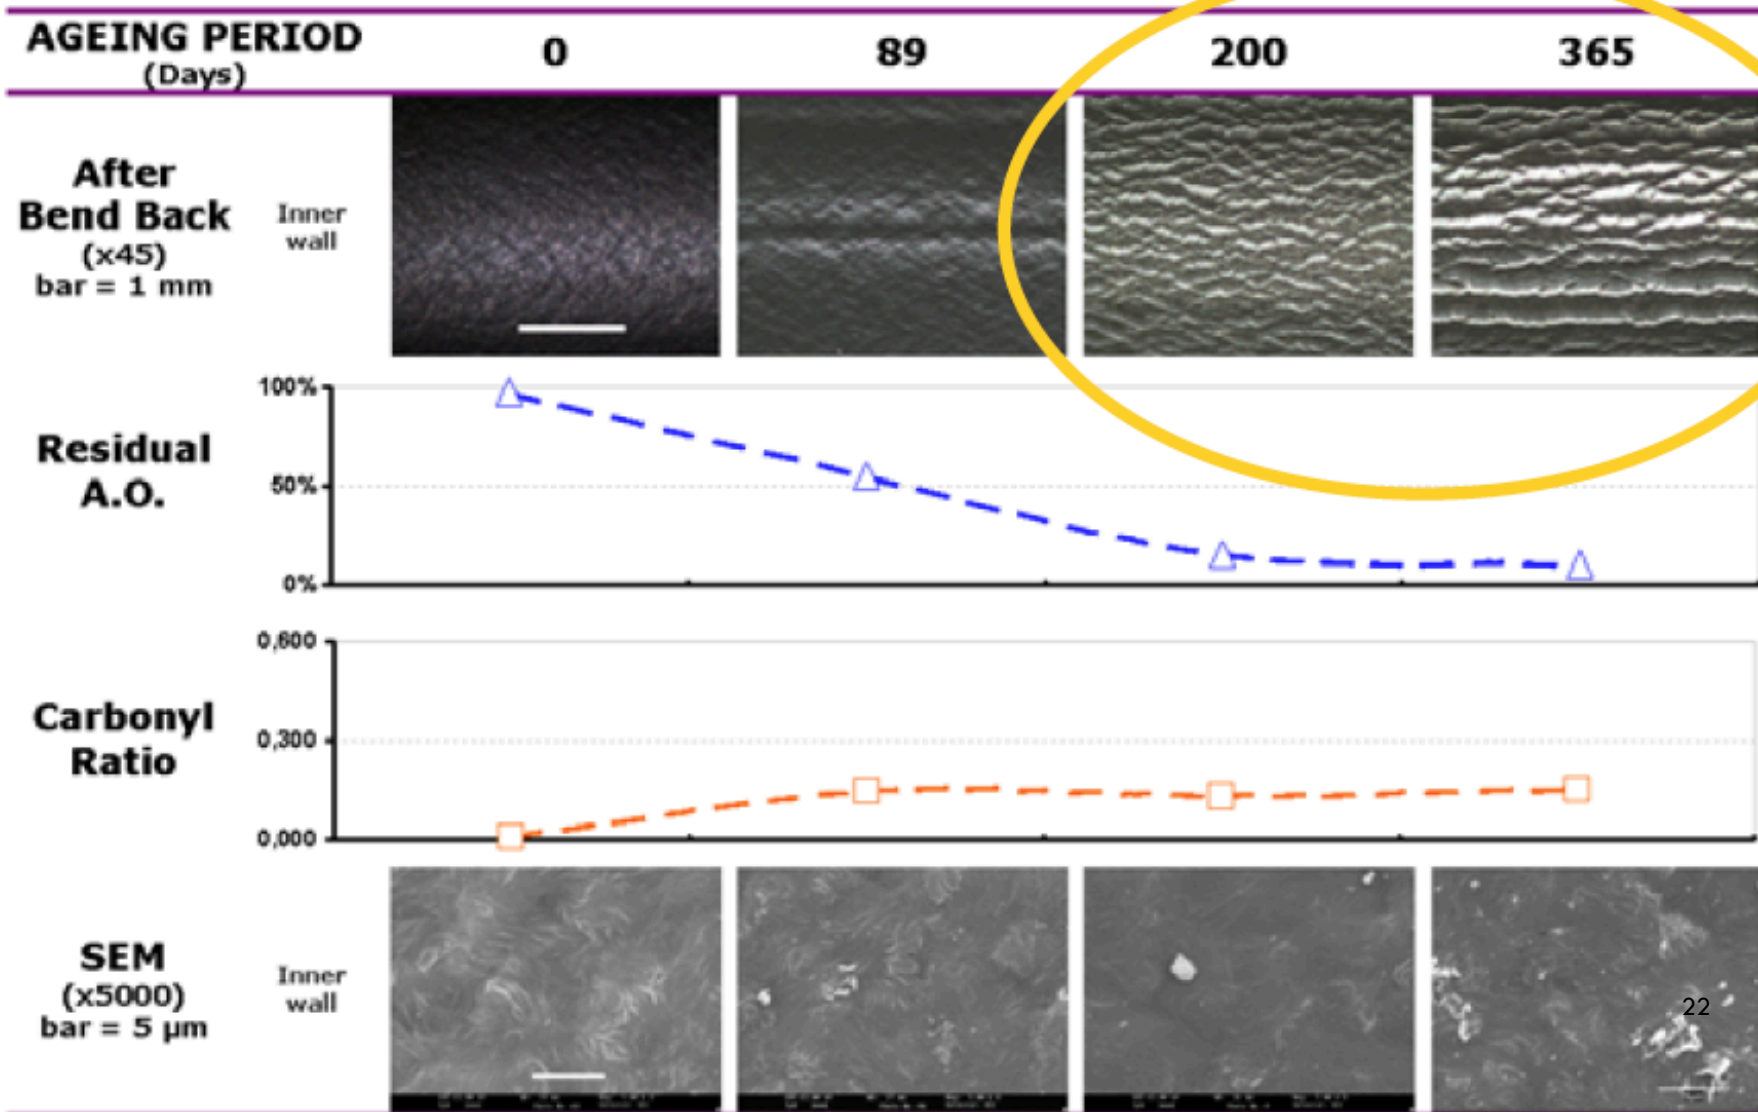 AGEING PERIOD
(Days)
0
89
200
365
After
Bend Back
(x45)
bar = 1 mm
Inner
wall
Residual
A.O.
100%
50%
0%
Carbonyl
Ratio
0,600
0,300
0,000
SEM
(x5000)
bar = 5 µm
Inner
wall
22